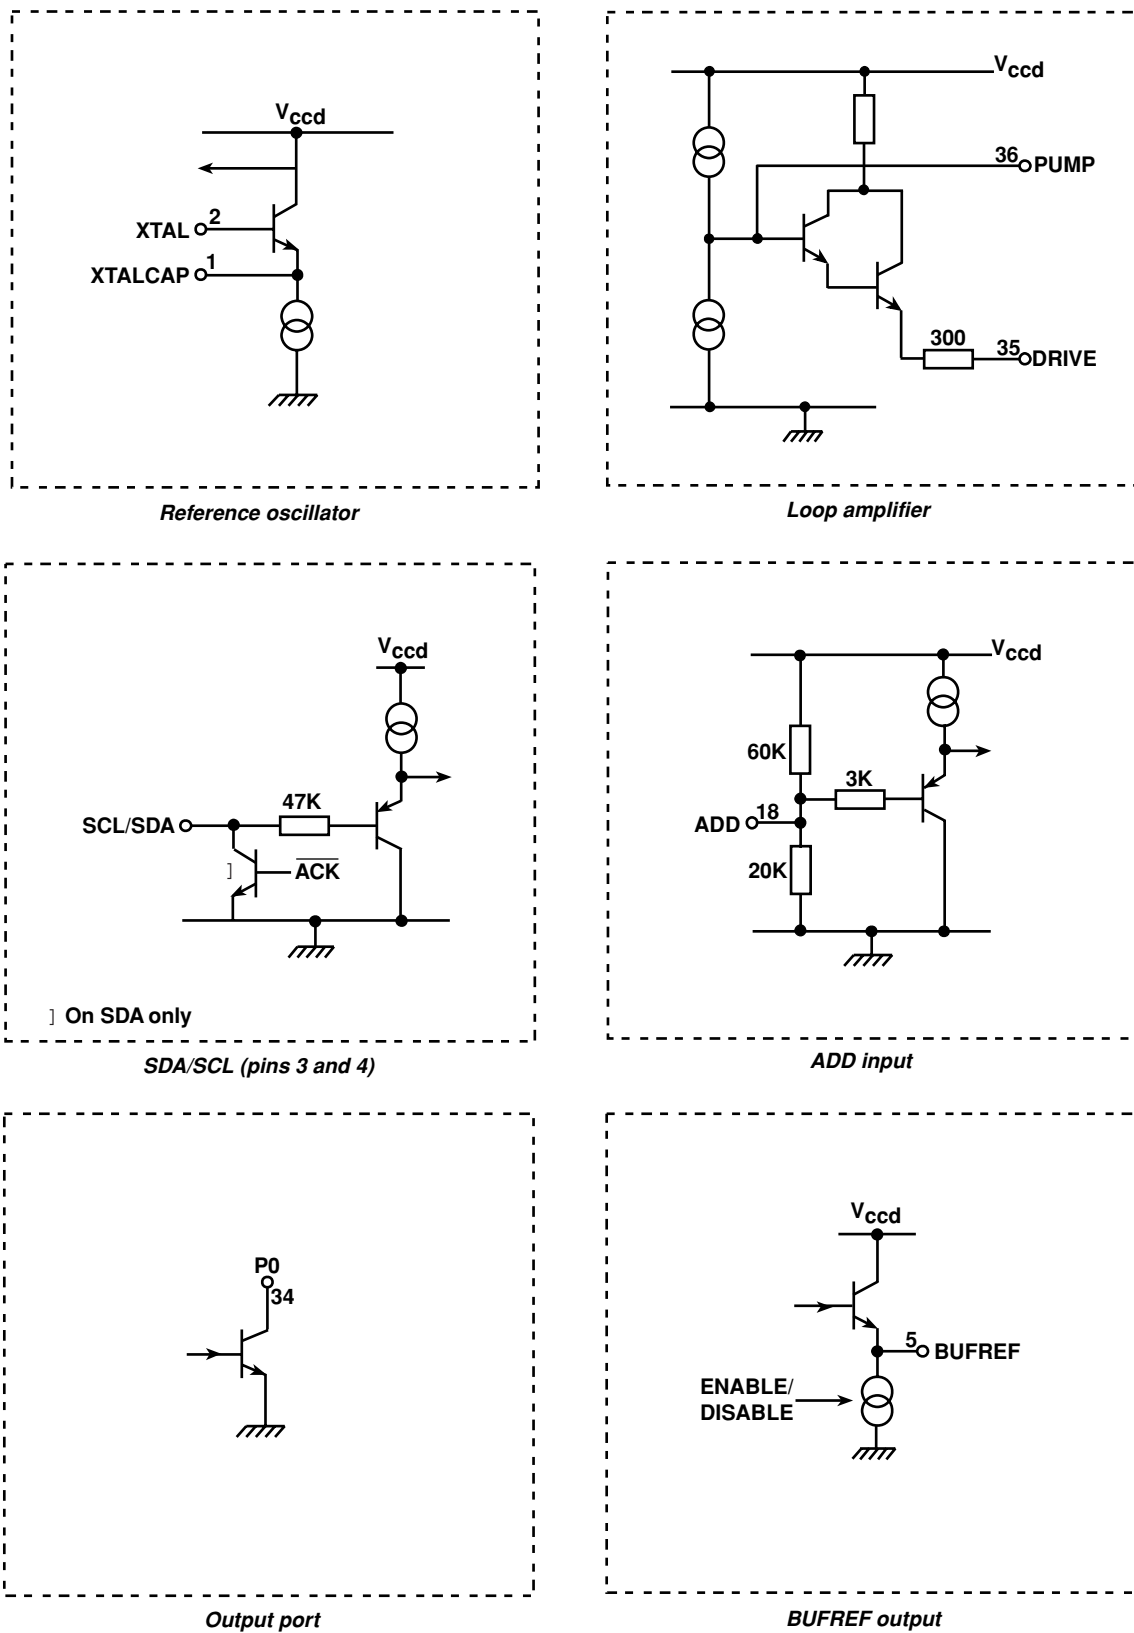 Vccd
XTAL 2
XTALCAP 1
Reference oscillator
Vccd
36 PUMP
300 35 DRIVE
Loop amplifier
Vccd
47K
SCL/SDA
] ACK
] On SDA only
SDA/SCL (pins 3 and 4)
Vccd
60K
3K
ADD 18
20K
ADD input
P0
34
Output port
Vccd
5 BUFREF
ENABLE/
DISABLE
BUFREF output